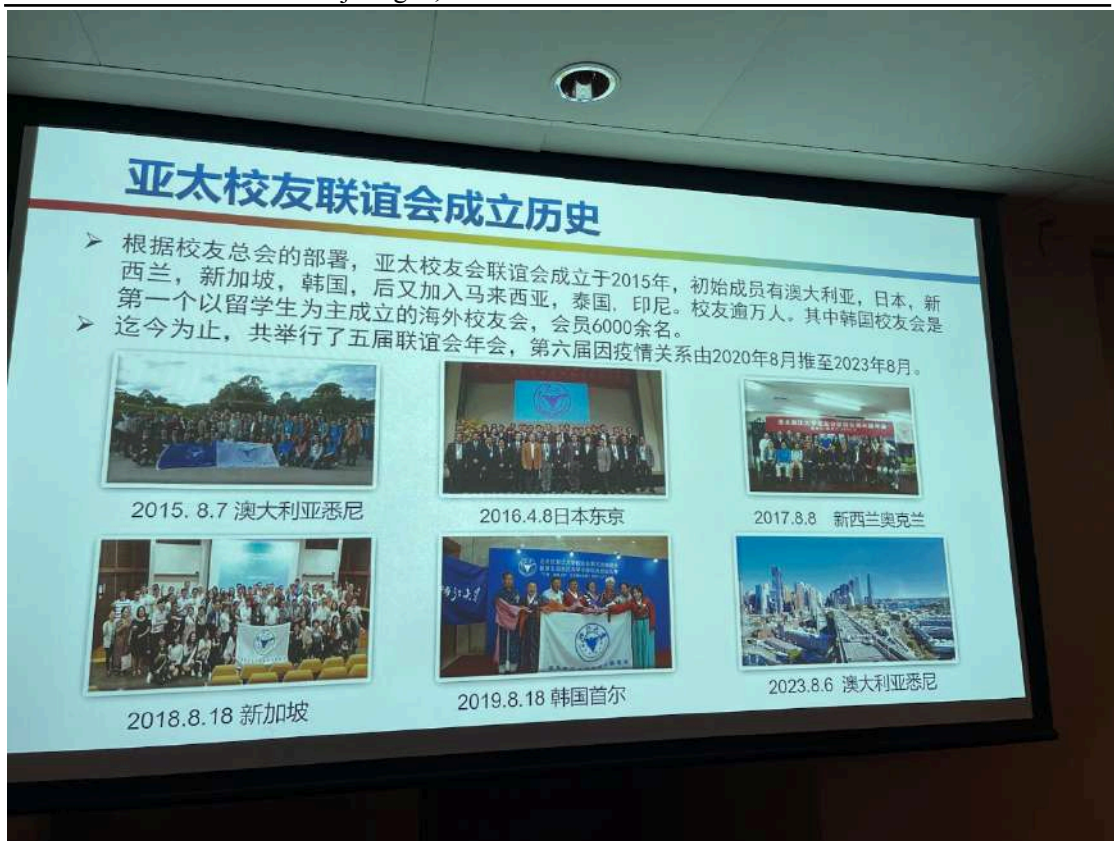 亚太校友联谊会成立历史
➢ 根据校友总会的部署，亚太校友会联谊会成立于2015年，初始成员有澳大利亚，日本，新
西兰，新加坡，韩国，后又加入马来西亚，泰国，印尼。校友逾万人。其中韩国校友会是
第一个以留学生为主成立的海外校友会，会员6000余名。
➢ 迄今为止，共举行了五届联谊会年会，第六届因疫情关系由2020年8月推至2023年8月。
2015. 8.7 澳大利亚悉尼
2016.4.8日本东京
2017.8.8 新西兰奥克兰
2018.8.18 新加坡
2019.8.18 韩国首尔
2023.8.6 澳大利亚悉尼